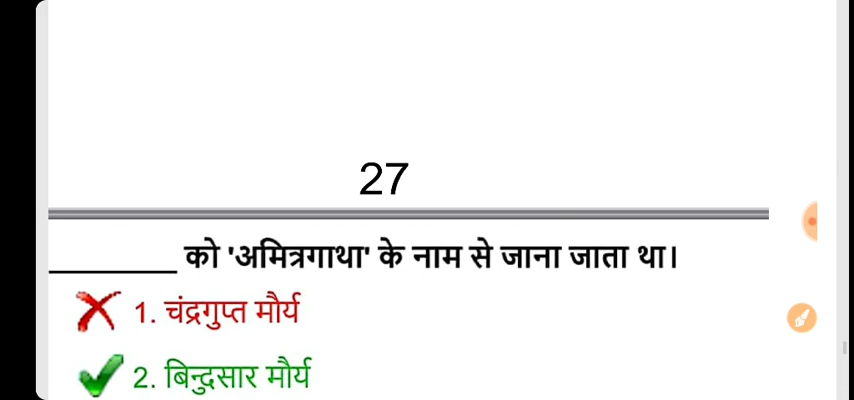 27
________ को 'अमित्रगाथा' के नाम से जाना जाता था।
1. चंद्रगुप्त मौर्य
2. बिन्दुसार मौर्य